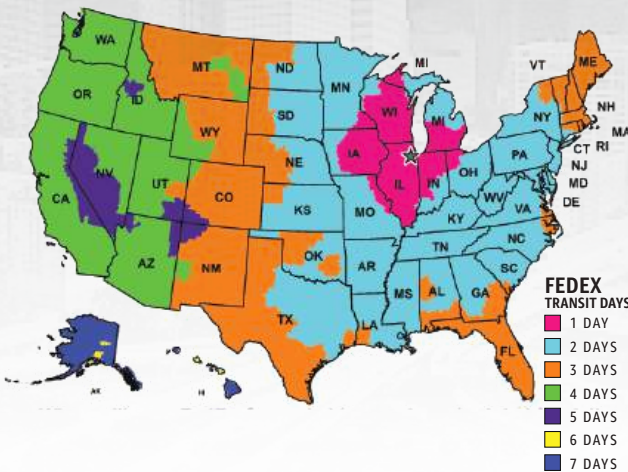 WA
MT
ND
MN
MI
VT
ME
OR
ID
SD
WI
MI
NY
NH
MA
WY
IA
CT
RI
NV
NE
PA
NJ
IL
IN
OH
MD
CA
UT
CO
KS
MO
WV
VA
DE
KY
AZ
NM
OK
AR
TN
NC
SC
MS
AL
GA
TX
LA
FL
AK
HI
FEDEX
TRANSIT DAYS
1 DAY
2 DAYS
3 DAYS
4 DAYS
5 DAYS
6 DAYS
7 DAYS